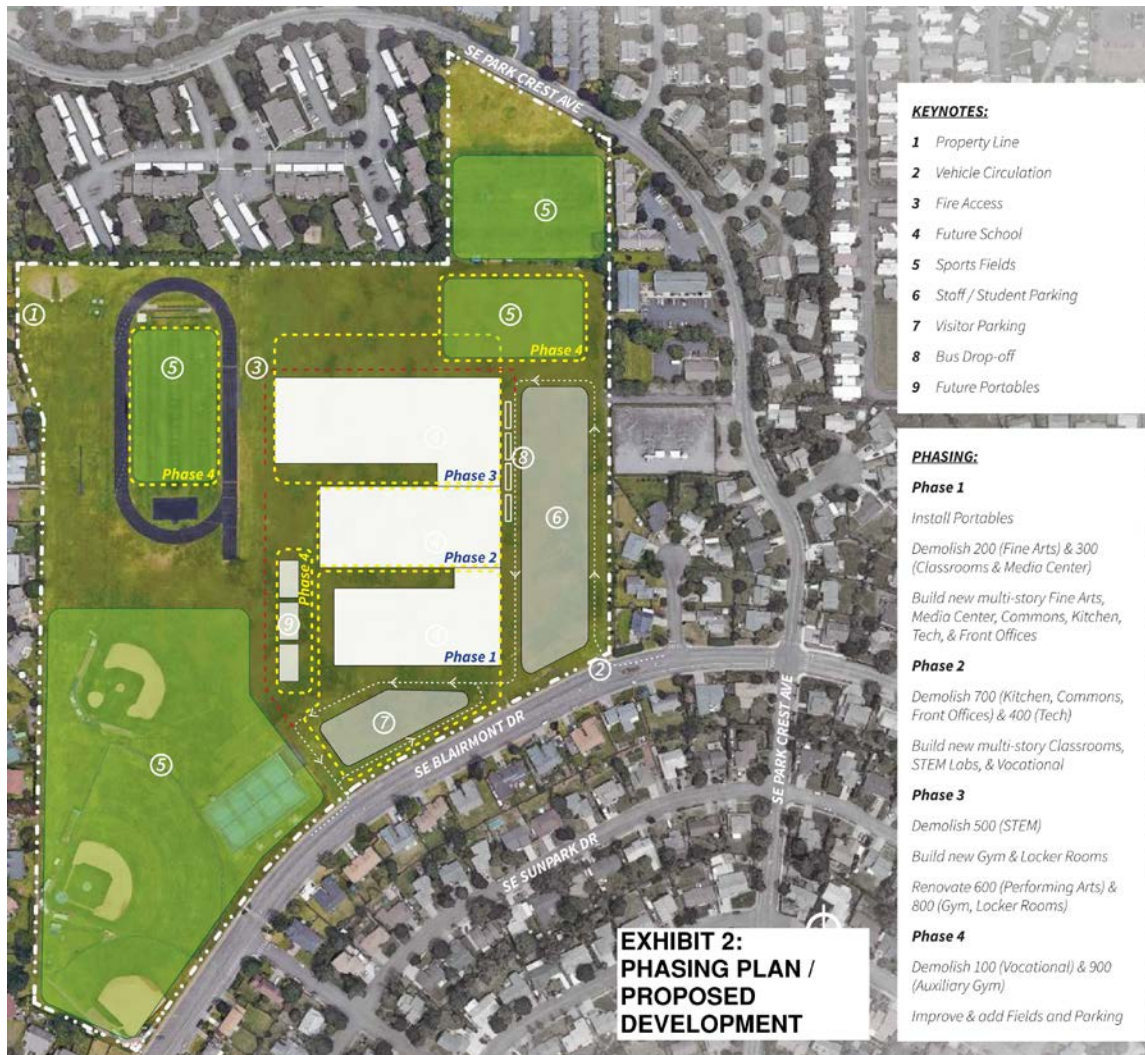 SE PARK CREST AVE
5
5
Phase 4
1
5
Phase 4
3
4
Phase 3
8
6
4
Phase 2
Phase 4
9
4
Phase 1
2
7
SE BLAIRMONT DR
SE PARK CREST AVE
SE SUNPARK DR
5
EXHIBIT 2:
PHASING PLAN /
PROPOSED
DEVELOPMENT
KEYNOTES:
1 Property Line
2 Vehicle Circulation
3 Fire Access
4 Future School
5 Sports Fields
6 Staff / Student Parking
7 Visitor Parking
8 Bus Drop-off
9 Future Portables
PHASING:
Phase 1
Install Portables
Demolish 200 (Fine Arts) & 300
(Classrooms & Media Center)
Build new multi-story Fine Arts,
Media Center, Commons, Kitchen,
Tech, & Front Offices
Phase 2
Demolish 700 (Kitchen, Commons,
Front Offices) & 400 (Tech)
Build new multi-story Classrooms,
STEM Labs, & Vocational
Phase 3
Demolish 500 (STEM)
Build new Gym & Locker Rooms
Renovate 600 (Performing Arts) &
800 (Gym, Locker Rooms)
Phase 4
Demolish 100 (Vocational) & 900
(Auxiliary Gym)
Improve & add Fields and Parking